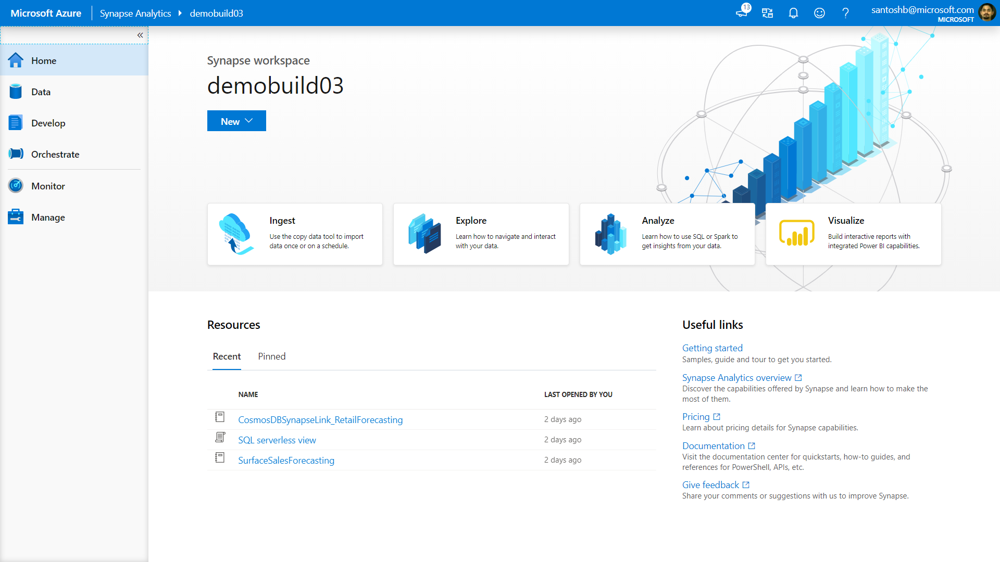 Microsoft Azure
Synapse Analytics
demobuild03
13
santoshb@microsoft.com
MICROSOFT
Home
Data
Develop
Orchestrate
Monitor
Manage
Synapse workspace
demobuild03
New
Ingest
Use the copy data tool to import
data once or on a schedule.
Explore
Learn how to navigate and interact
with your data.
Analyze
Learn how to use SQL or Spark to
get insights from your data.
Visualize
Build interactive reports with
integrated Power BI capabilities.
Resources
Recent
Pinned
NAME
LAST OPENED BY YOU
CosmosDBSynapseLink_RetailForecasting
2 days ago
SQL serverless view
2 days ago
SurfaceSalesForecasting
2 days ago
Useful links
Getting started
Samples, guide and tour to get you started.
Synapse Analytics overview
Discover the capabilities offered by Synapse and learn how to make the
most of them.
Pricing
Learn about pricing details for Synapse capabilities.
Documentation
Visit the documentation center for quickstarts, how-to guides, and
references for PowerShell, APIs, etc.
Give feedback
Share your comments or suggestions with us to improve Synapse.